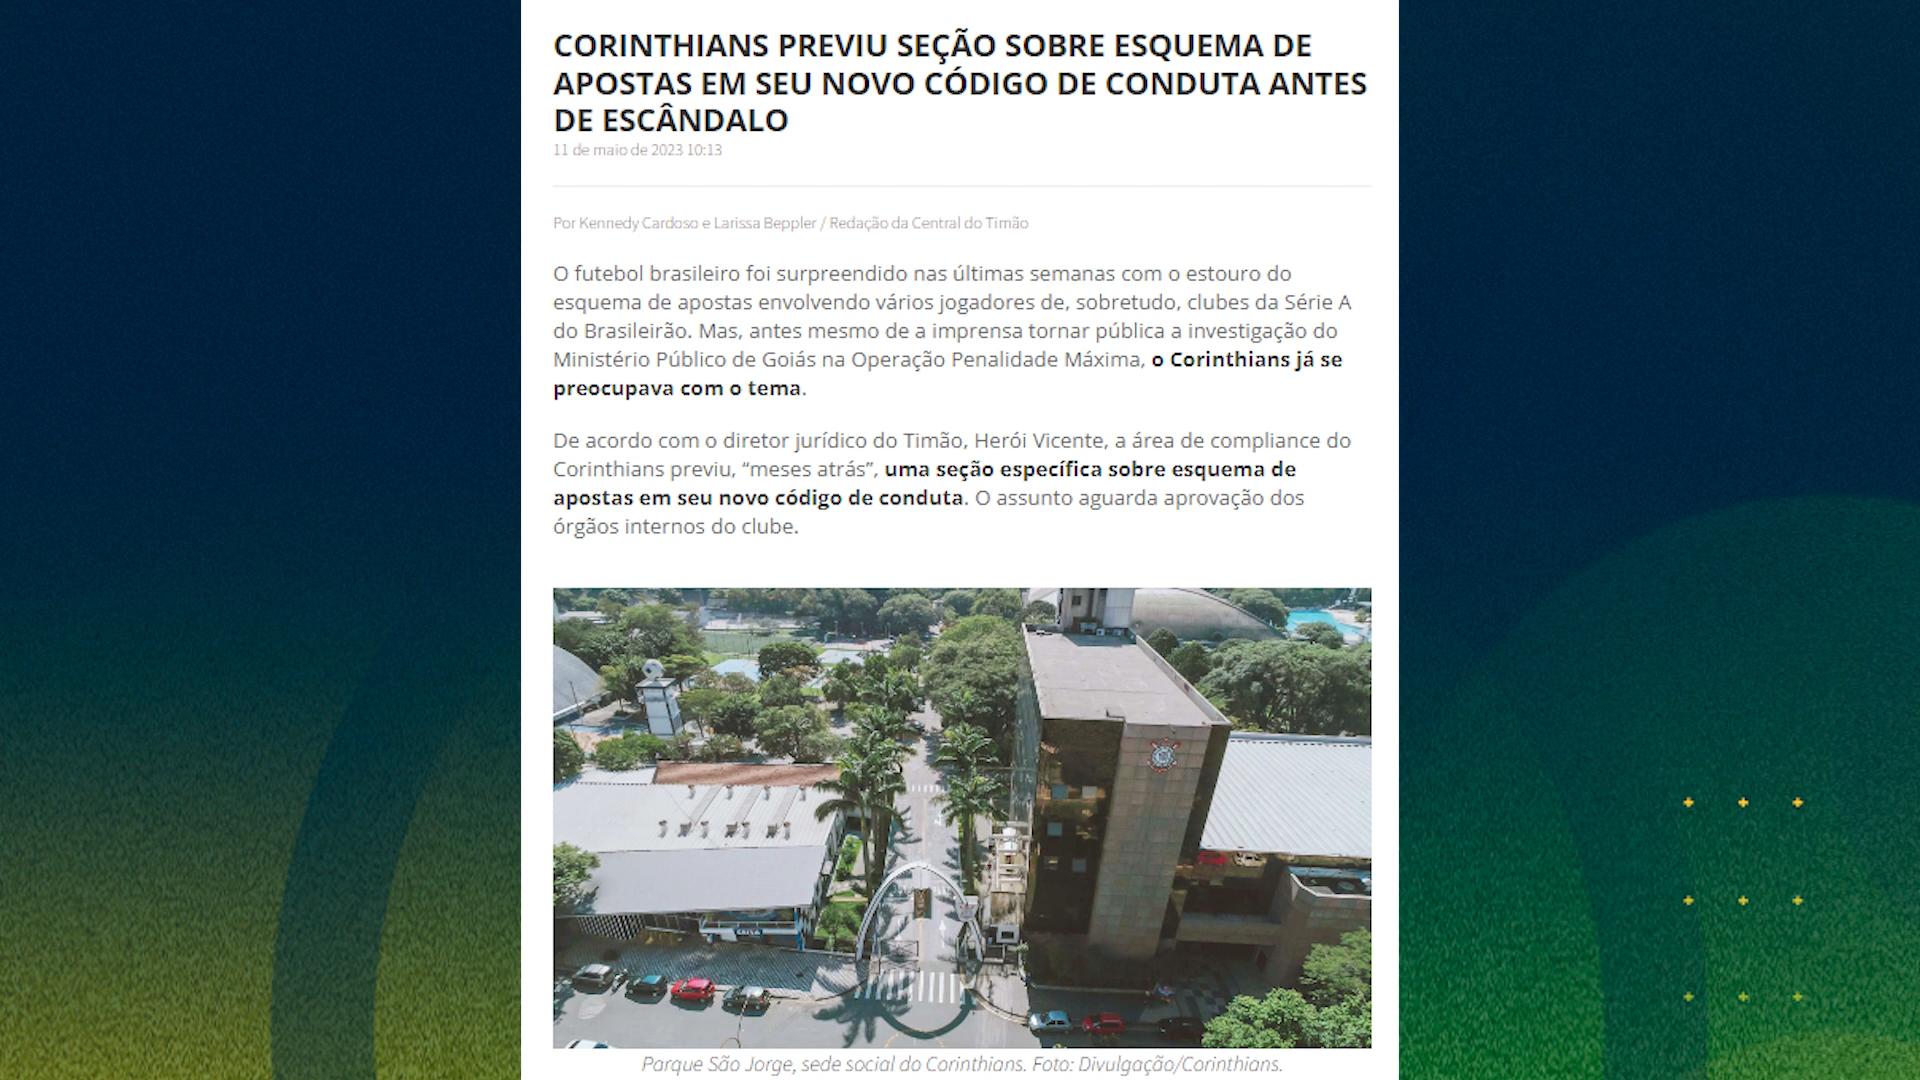 CORINTHIANS PREVIU SEÇÃO SOBRE ESQUEMA DE
APOSTAS EM SEU NOVO CÓDIGO DE CONDUTA ANTES
DE ESCÂNDALO
11 de maio de 2023 10:13
Por Kennedy Cardoso e Larissa Beppler / Redação da Central do Timão
O futebol brasileiro foi surpreendido nas últimas semanas com o estouro do
esquema de apostas envolvendo vários jogadores de, sobretudo, clubes da Série A
do Brasileirão. Mas, antes mesmo de a imprensa tornar pública a investigação do
Ministério Público de Goiás na Operação Penalidade Máxima, o Corinthians já se
preocupava com o tema.
De acordo com o diretor jurídico do Timão, Herói Vicente, a área de compliance do
Corinthians previu, “meses atrás”, uma seção específica sobre esquema de
apostas em seu novo código de conduta. O assunto aguarda aprovação dos
órgãos internos do clube.
CAIXA
Parque São Jorge, sede social do Corinthians. Foto: Divulgação/Corinthians.